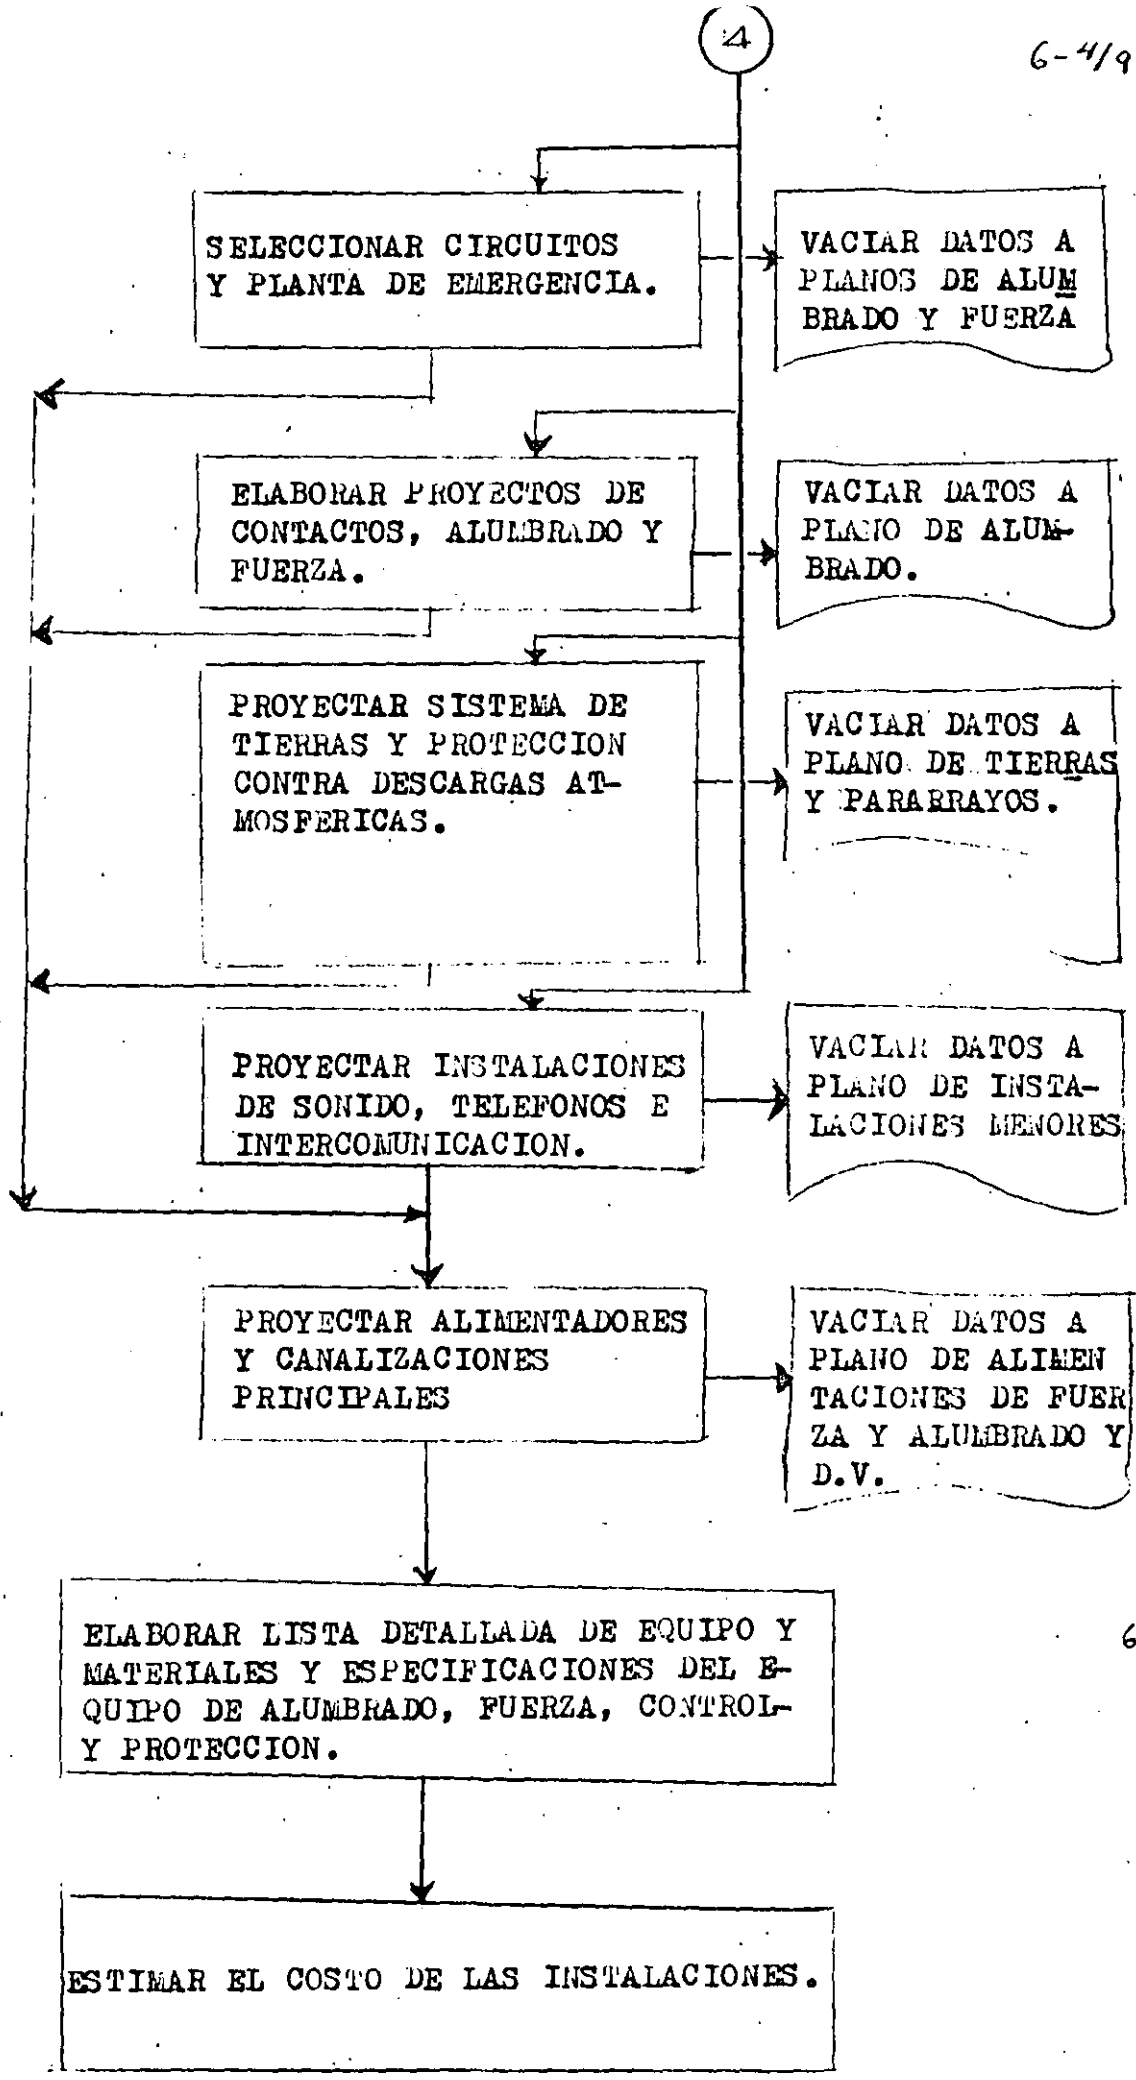 4
6-4/9
SELECCIONAR CIRCUITOS
Y PLANTA DE EMERGENCIA.
VACIAR DATOS A
PLANOS DE ALUM
BRADO Y FUERZA
ELABORAR PROYECTOS DE
CONTACTOS, ALUMBRADO Y
FUERZA.
VACIAR DATOS A
PLANO DE ALUM-
BRADO.
PROYECTAR SISTEMA DE
TIERRAS Y PROTECCION
CONTRA DESCARGAS AT-
MOSFERICAS.
VACIAR DATOS A
PLANO DE TIERRAS
Y PARARRAYOS.
PROYECTAR INSTALACIONES
DE SONIDO, TELEFONOS E
INTERCOMUNICACION.
VACIAR DATOS A
PLANO DE INSTA-
LACIONES MENORES
PROYECTAR ALIMENTADORES
Y CANALIZACIONES
PRINCIPALES
VACIAR DATOS A
PLANO DE ALIMEN
TACIONES DE FUER
ZA Y ALUMBRADO Y
D.V.
ELABORAR LISTA DETALLADA DE EQUIPO Y
MATERIALES Y ESPECIFICACIONES DEL E-
QUIPO DE ALUMBRADO, FUERZA, CONTROL-
Y PROTECCION.
6
ESTIMAR EL COSTO DE LAS INSTALACIONES.